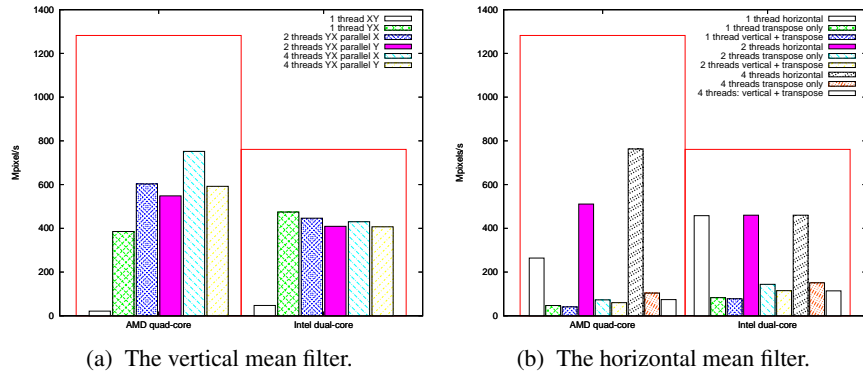 1400
1200
1000
800
600
400
200
0
Mpixel/s
1 thread XY
1 thread YX
2 threads YX parallel X
2 threads YX parallel Y
4 threads YX parallel X
4 threads YX parallel Y
AMD quad-core
Intel dual-core
(a) The vertical mean filter.
1400
1200
1000
800
600
400
200
0
Mpixels/s
1 thread horizontal
1 thread transpose only
1 thread vertical + transpose
2 threads horizontal
2 threads transpose only
2 threads vertical + transpose
4 threads horizontal
4 threads transpose only
4 threads: vertical + transpose
AMD quad-core
Intel dual-core
(b) The horizontal mean filter.